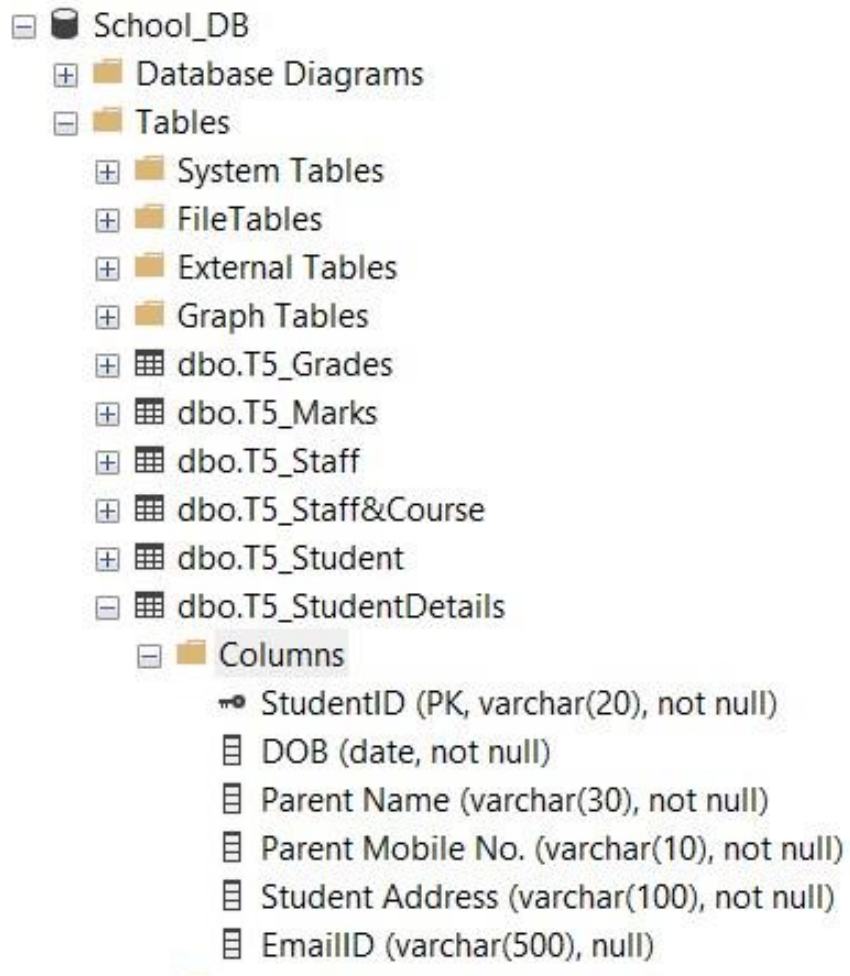 School_DB
Database Diagrams
Tables
System Tables
FileTables
External Tables
Graph Tables
dbo.T5_Grades
dbo.T5_Marks
dbo.T5_Staff
dbo.T5_Staff&Course
dbo.T5_Student
dbo.T5_StudentDetails
Columns
StudentID (PK, varchar(20), not null)
DOB (date, not null)
Parent Name (varchar(30), not null)
Parent Mobile No. (varchar(10), not null)
Student Address (varchar(100), not null)
EmailID (varchar(500), null)